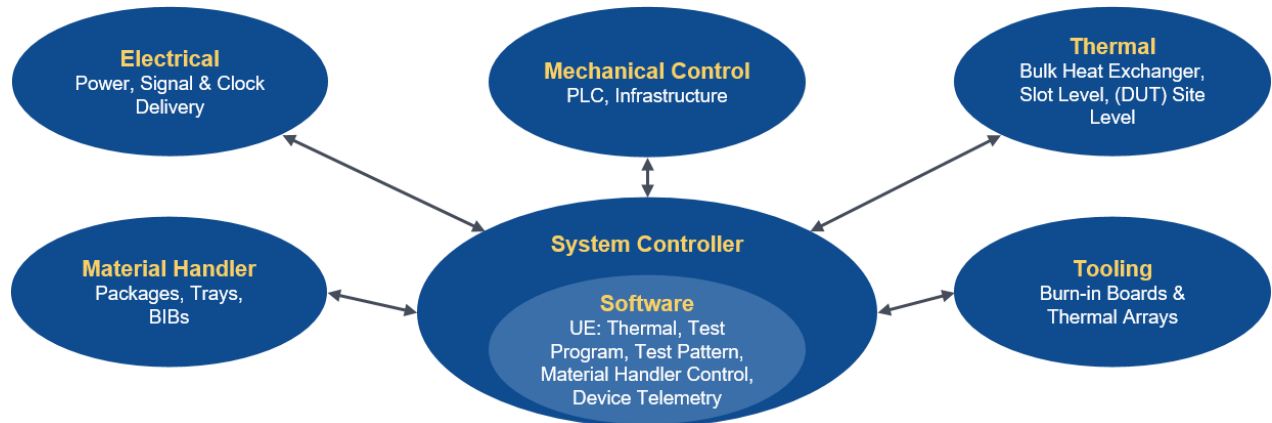 Electrical
Power, Signal & Clock
Delivery
Mechanical Control
PLC, Infrastructure
Thermal
Bulk Heat Exchanger,
Slot Level, (DUT) Site
Level
Material Handler
Packages, Trays,
BIBs
System Controller
Software
UE: Thermal, Test
Program, Test Pattern,
Material Handler Control,
Device Telemetry
Tooling
Burn-in Boards &
Thermal Arrays